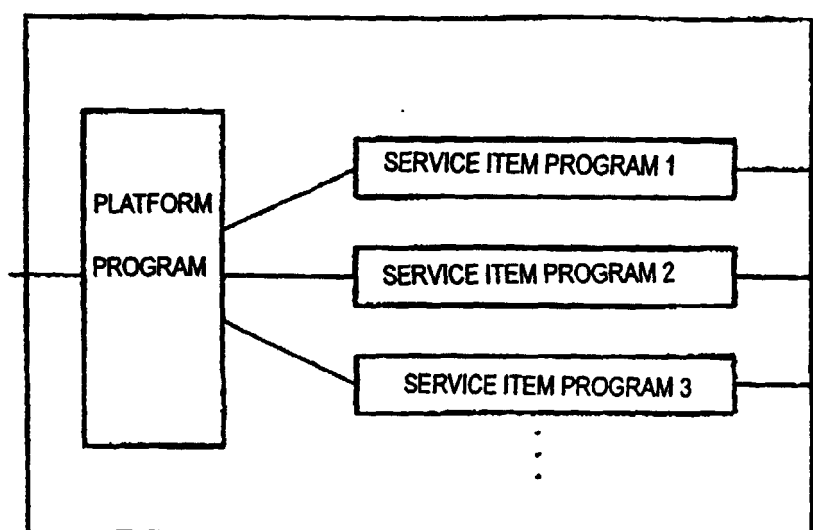 PLATFORM
PROGRAM
SERVICE ITEM PROGRAM 1
SERVICE ITEM PROGRAM 2
SERVICE ITEM PROGRAM 3